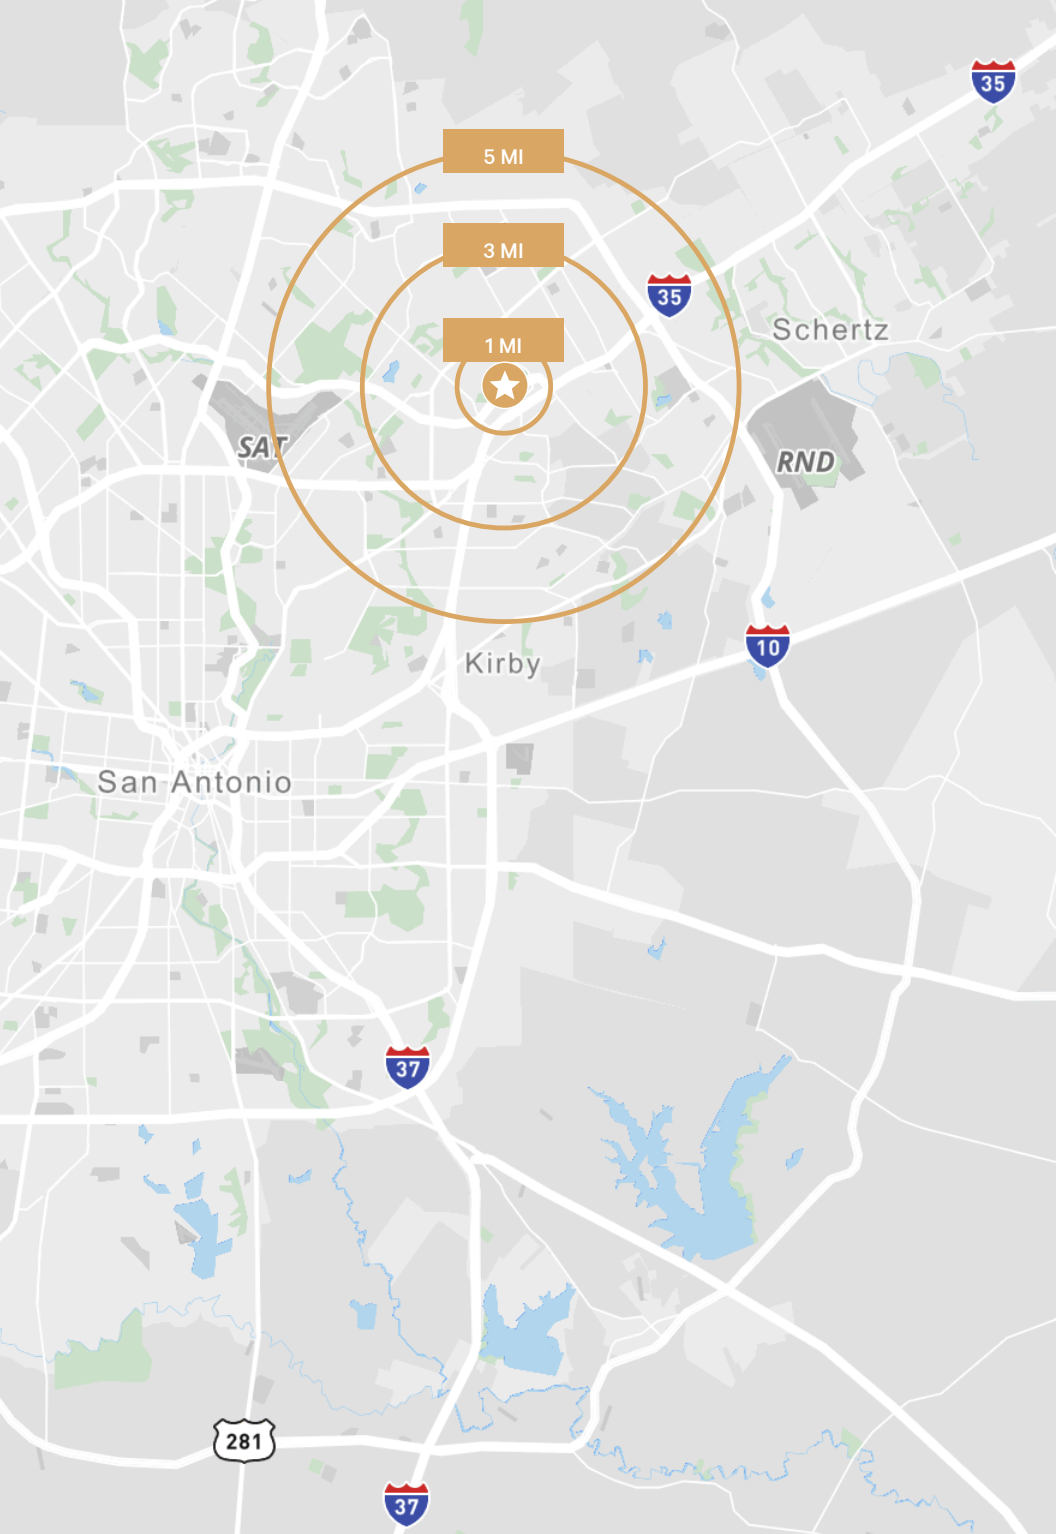 35
5 MI
3 MI
35
1 MI
Schertz
SAT
RND
10
Kirby
San Antonio
37
281
37